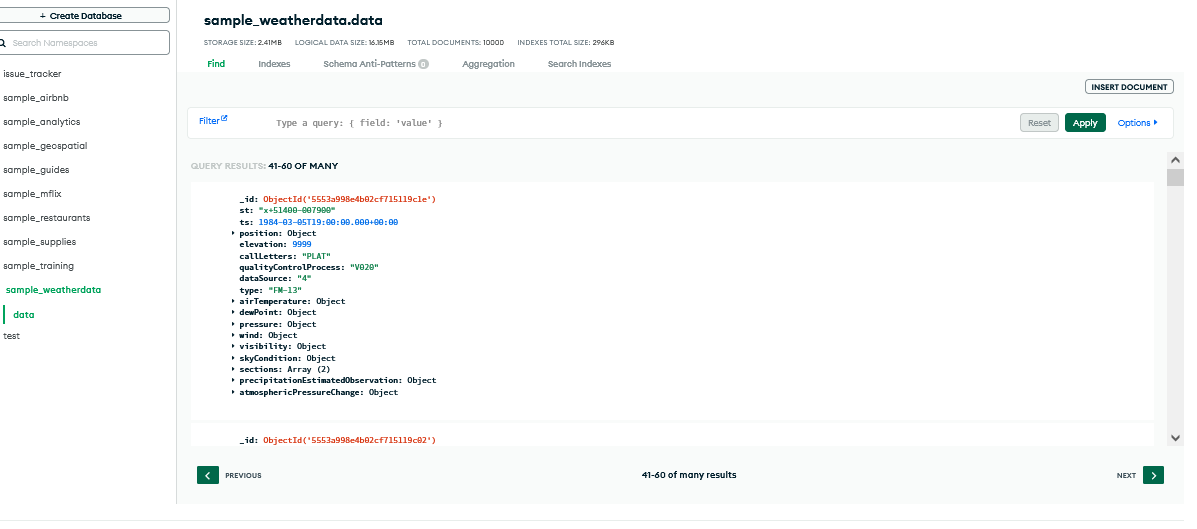 + Create Database
Search Namespaces
issue_tracker
sample_airbnb
sample_analytics
sample_geospatial
sample_guides
sample_mflix
sample_restaurants
sample_supplies
sample_training
sample_weatherdata
data
test
sample_weatherdata.data
STORAGE SIZE: 2.41MB LOGICAL DATA SIZE: 16.15MB TOTAL DOCUMENTS: 10000 INDEXES TOTAL SIZE: 296KB
Find Indexes Schema Anti-Patterns 0 Aggregation Search Indexes
INSERT DOCUMENT
Filter Type a query: { field: 'value' } Reset Apply Options
QUERY RESULTS: 41-60 OF MANY
_id: ObjectId('5553a998e4b02cf715119c1e')
st: "x+51400-007900"
ts: 1984-03-05T19:00:00.000+00:00
position: Object
elevation: 9999
callLetters: "PLAT"
qualityControlProcess: "V020"
dataSource: "4"
type: "FM-13"
airTemperature: Object
dewPoint: Object
pressure: Object
wind: Object
visibility: Object
skyCondition: Object
sections: Array (2)
precipitationEstimatedObservation: Object
atmosphericPressureChange: Object
_id: ObjectId('5553a998e4b02cf715119c02')
PREVIOUS 41-60 of many results NEXT